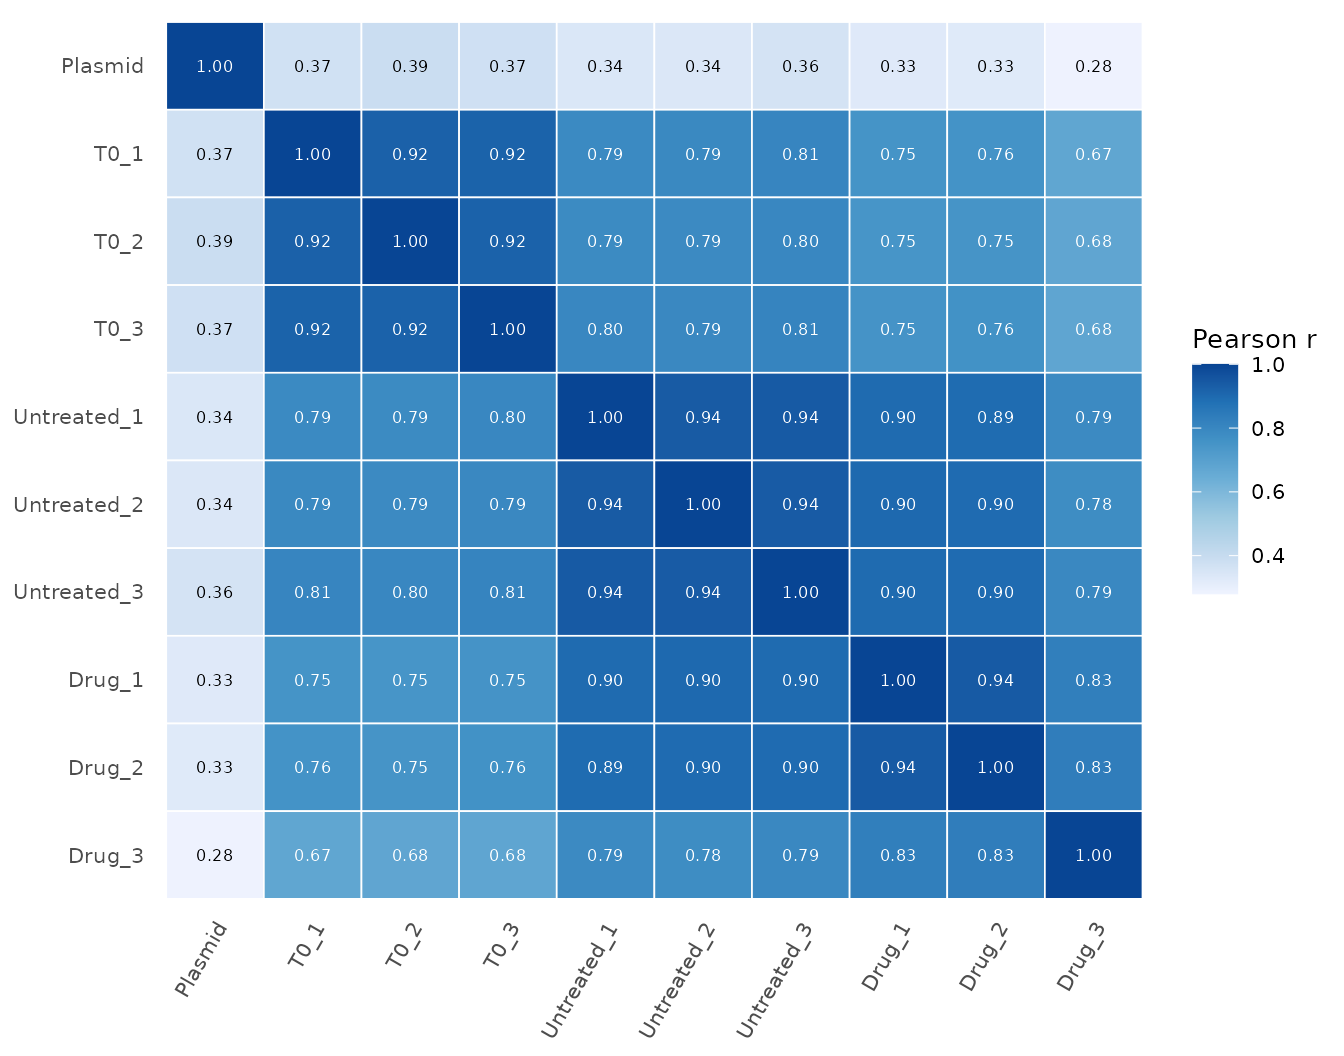 Plasmid 1.00 0.37 0.39 0.37 0.34 0.34 0.36 0.33 0.33 0.28
T0_1 0.37 1.00 0.92 0.92 0.79 0.79 0.81 0.75 0.76 0.67
T0_2 0.39 0.92 1.00 0.92 0.79 0.79 0.80 0.75 0.75 0.68
T0_3 0.37 0.92 0.92 1.00 0.80 0.79 0.81 0.75 0.76 0.68
Untreated_1 0.34 0.79 0.79 0.80 1.00 0.94 0.94 0.90 0.89 0.79
Untreated_2 0.34 0.79 0.79 0.79 0.94 1.00 0.94 0.90 0.90 0.78
Untreated_3 0.36 0.81 0.80 0.81 0.94 0.94 1.00 0.90 0.90 0.79
Drug_1 0.33 0.75 0.75 0.75 0.90 0.90 0.90 1.00 0.94 0.83
Drug_2 0.33 0.76 0.75 0.76 0.89 0.90 0.90 0.94 1.00 0.83
Drug_3 0.28 0.67 0.68 0.68 0.79 0.78 0.79 0.83 0.83 1.00
Plasmid T0_1 T0_2 T0_3 Untreated_1 Untreated_2 Untreated_3 Drug_1 Drug_2 Drug_3
Pearson r
1.0
0.8
0.6
0.4